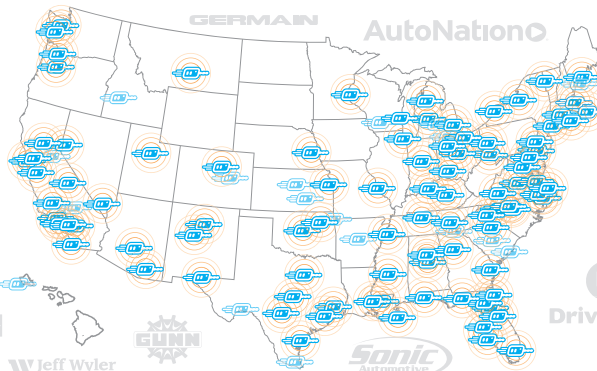 GERMAIN
AutoNation
Driv
GUNN
Jeff Wyler
Sonic
Automotive